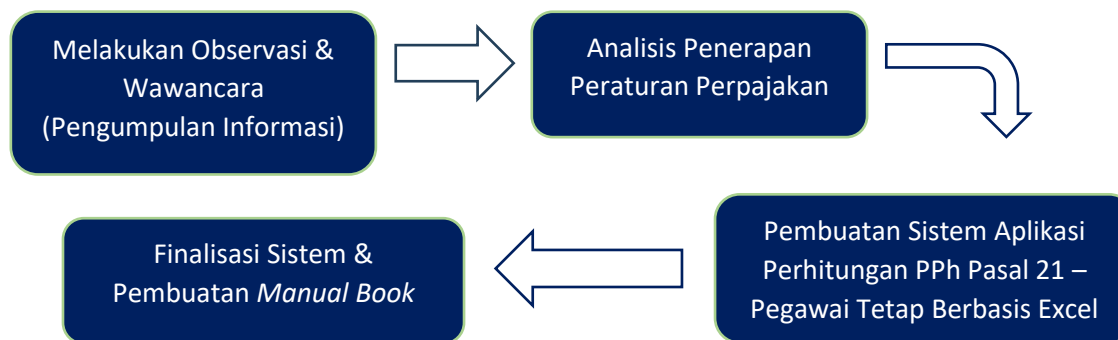 Melakukan Observasi &
Wawancara
(Pengumpulan Informasi)
Analisis Penerapan
Peraturan Perpajakan
Pembuatan Sistem Aplikasi
Perhitungan PPh Pasal 21 –
Pegawai Tetap Berbasis Excel
Finalisasi Sistem &
Pembuatan Manual Book